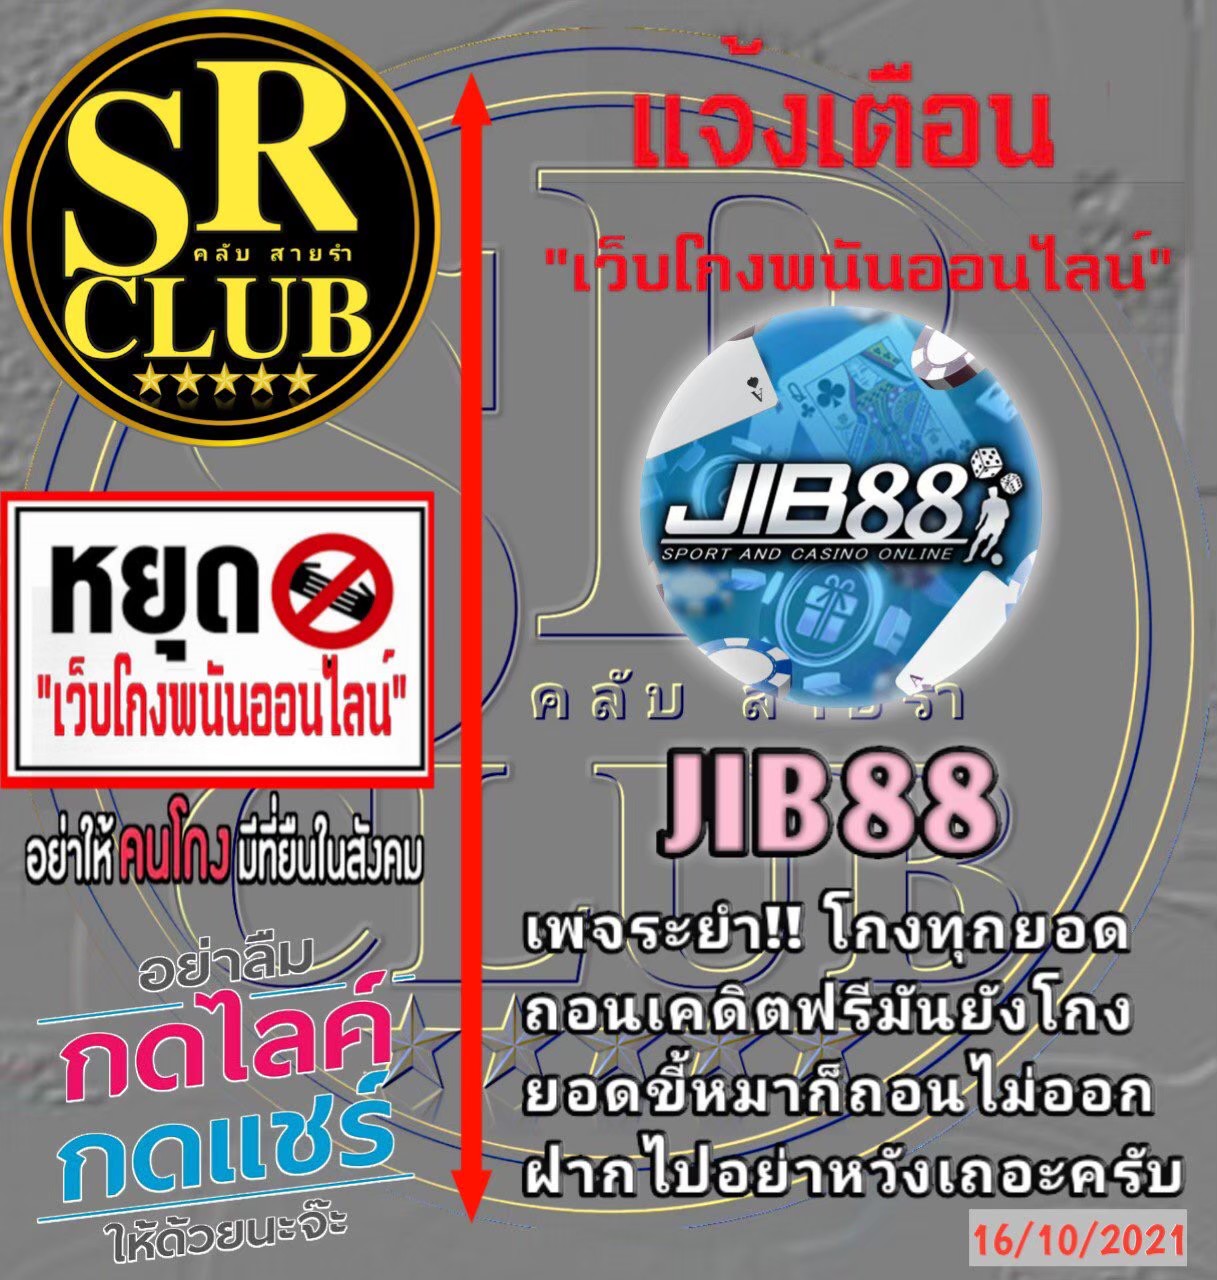 SR
คลับ สายรำ
CLUB
แจ้งเตือน
"เว็บโกงพนันออนไลน์"
JIB88
SPORT AND CASINO ONLINE
หยุด
"เว็บโกงพนันออนไลน์"
อย่าให้คนโกงมีที่ยืนในสังคม
อย่าลืม
กดไลค์
กดแชร์
ให้ด้วยนะจ๊ะ
คลับ สายรำ
CLUB
JIB88
เพจระยำ!! โกงทุกยอด
ถอนเคดิตฟรีมันยังโกง
ยอดขี้หมาก็ถอนไม่ออก
ฝากไปอย่าหวังเถอะครับ
16/10/2021